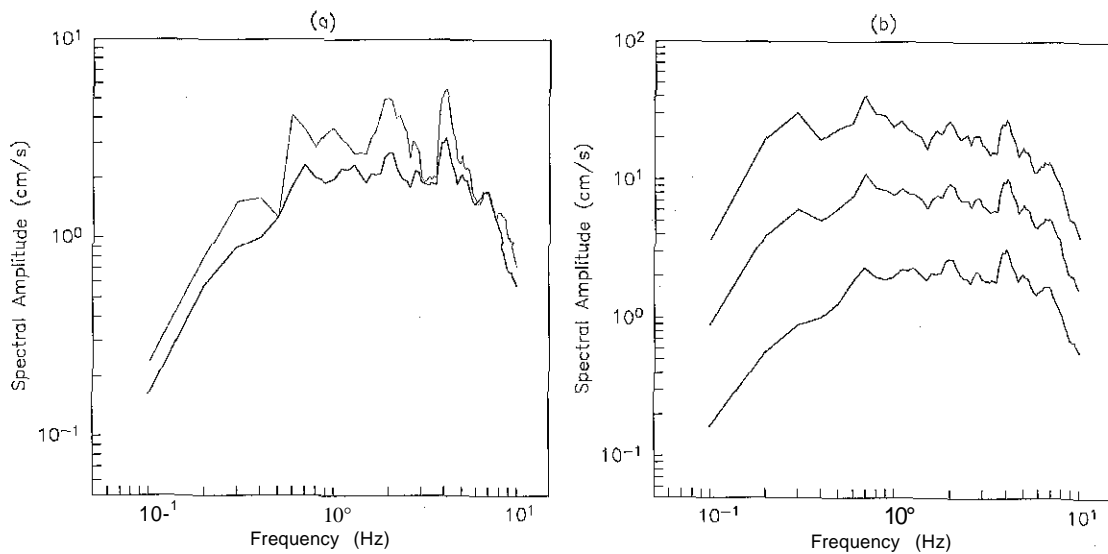 (a)
(b)
10¹
10⁰
10⁻¹
Spectral Amplitude (cm/s)
10-¹
10⁰
10¹
Frequency (Hz)
10²
10¹
10⁰
10⁻¹
Spectral Amplitude (cm/s)
10⁻¹
10°
10¹
Frequency (Hz)